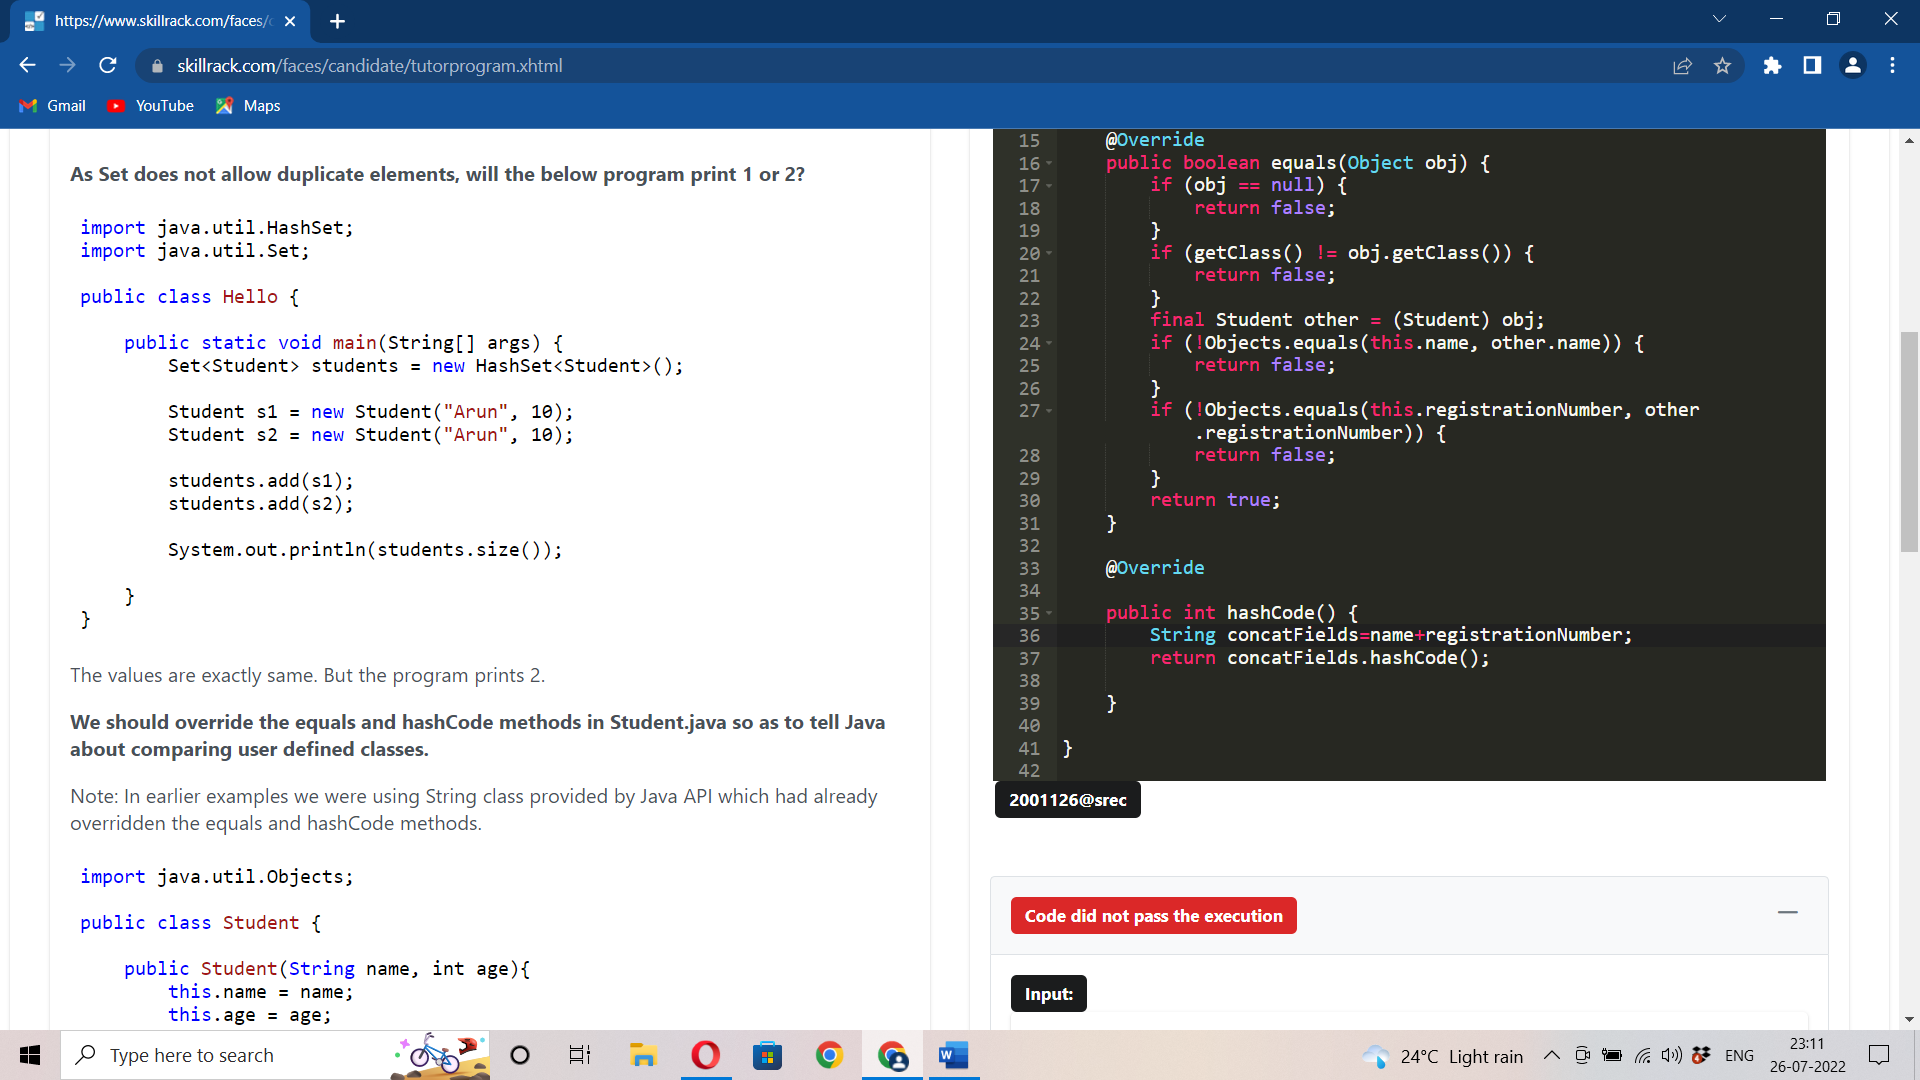 https://www.skillrack.com/faces/c
skillrack.com/faces/candidate/tutorprogram.xhtml
Gmail YouTube Maps
As Set does not allow duplicate elements, will the below program print 1 or 2?
import java.util.HashSet;
import java.util.Set;
public class Hello {
public static void main(String[] args) {
Set<Student> students = new HashSet<Student>();
Student s1 = new Student("Arun", 10);
Student s2 = new Student("Arun", 10);
students.add(s1);
students.add(s2);
System.out.println(students.size());
}
}
The values are exactly same. But the program prints 2.
We should override the equals and hashCode methods in Student.java so as to tell Java
about comparing user defined classes.
Note: In earlier examples we were using String class provided by Java API which had already
overridden the equals and hashCode methods.
import java.util.Objects;
public class Student {
public Student(String name, int age){
this.name = name;
this.age = age;
15 @Override
16 public boolean equals(Object obj) {
17 if (obj == null) {
18 return false;
19 }
20 if (getClass() != obj.getClass()) {
21 return false;
22 }
23 final Student other = (Student) obj;
24 if (!Objects.equals(this.name, other.name)) {
25 return false;
26 }
27 if (!Objects.equals(this.registrationNumber, other
.registrationNumber)) {
28 return false;
29 }
30 return true;
31 }
32
33 @Override
34
35 public int hashCode() {
36 String concatFields=name+registrationNumber;
37 return concatFields.hashCode();
38
39 }
40
41 }
42
2001126@srec
Code did not pass the execution
Input:
Type here to search
24°C Light rain
ENG
23:11
26-07-2022